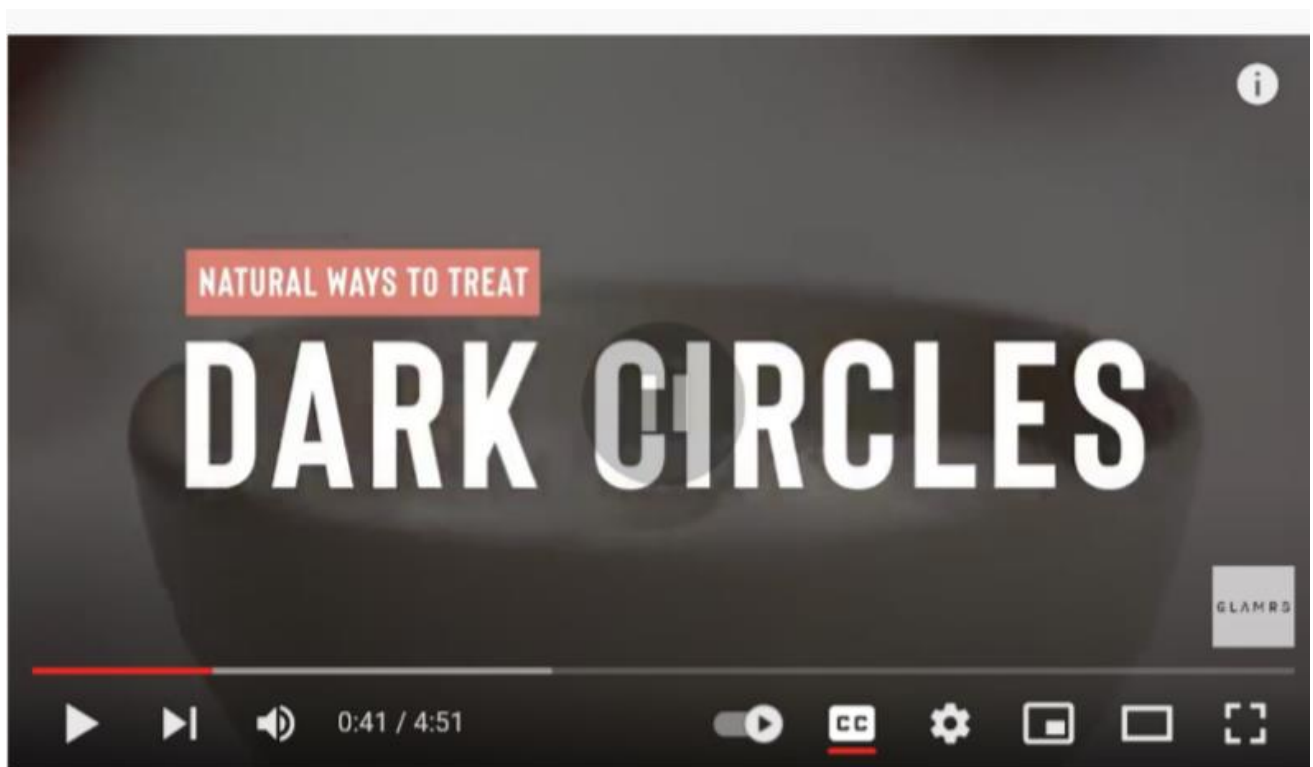 NATURAL WAYS TO TREAT
DARK CIRCLES
GLAMRS
0:41 / 4:51
CC